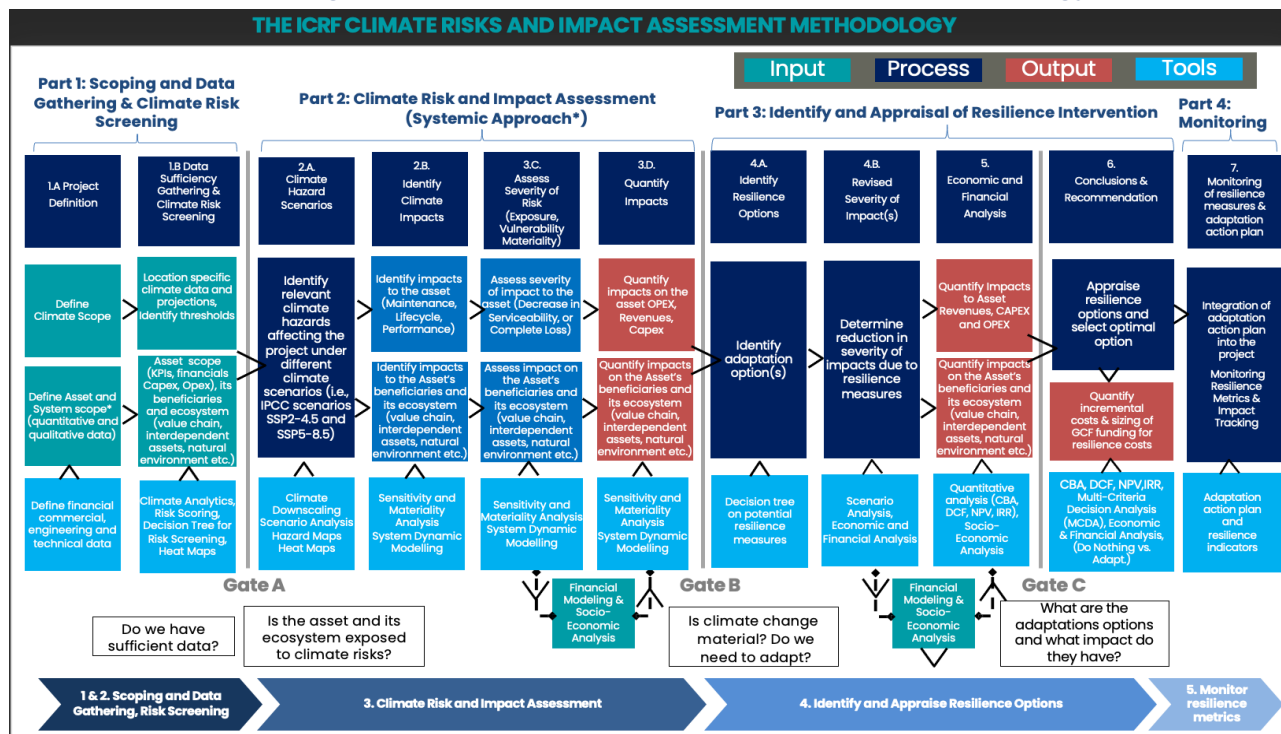 THE ICRF CLIMATE RISKS AND IMPACT ASSESSMENT METHODOLOGY
Input
Process
Output
Tools
Part 1: Scoping and Data
Gathering & Climate Risk
Screening
Part 2: Climate Risk and Impact Assessment
(Systemic Approach*)
Part 3: Identify and Appraisal of Resilience Intervention
Part 4:
Monitoring
1.A Project
Definition
1.B Data
Sufficiency
Gathering &
Climate Risk
Screening
2.A.
Climate
Hazard
Scenarios
2.B.
Identify
Climate
Impacts
3.C.
Assess
Severity of
Risk
(Exposure,
Vulnerability
Materiality)
3.D.
Quantify
Impacts
4.A.
Identify
Resilience
Options
4.B.
Revised
Severity of
Impact(s)
5.
Economic and
Financial
Analysis
6.
Conclusions &
Recommendation
7.
Monitoring
of resilience
measures &
adaptation
action plan
Define
Climate Scope
Location specific
climate data and
projections,
Identify thresholds
Identify
relevant
climate
hazards
affecting the
project under
different
climate
scenarios (i.e.,
IPCC scenarios
SSP2-4.5 and
SSP5-8.5)
Identify impacts
to the asset
(Maintenance,
Lifecycle,
Performance)
Assess severity
of impact to the
asset (Decrease in
Serviceability, or
Complete Loss)
Quantify
impacts on the
asset OPEX,
Revenues,
Capex
Identify
adaptation
option(s)
Determine
reduction in
severity of
impacts due to
resilience
measures
Quantify Impacts
to Asset
Revenues, CAPEX
and OPEX
Appraise
resilience
options and
select optimal
option
Integration of
adaptation
action plan
into the
project
Monitoring
Resilience
Metrics &
Impact
Tracking
Define Asset and
System scope*
(quantitative and
qualitative data)
Asset scope
(KPIs, financials
Capex, Opex), its
beneficiaries
and ecosystem
(value chain,
interdependent
assets, natural
environment etc.)
Identify impacts
to the Asset's
beneficiaries
and its ecosystem
(value chain,
interdependent
assets, natural
environment etc.)
Assess impact on
the Asset's
beneficiaries and
its ecosystem
(value chain,
interdependent
assets, natural
environment etc.)
Quantify impacts
on the Asset's
beneficiaries and
its ecosystem
(value chain,
interdependent
assets, natural
environment etc.)
Quantify impacts
on the Asset's
beneficiaries and
its ecosystem
(value chain,
interdependent
assets, natural
environment etc.)
Quantify
incremental
costs & sizing of
GCF funding for
resilience costs
Define financial
commercial,
engineering and
technical data
Climate Analytics,
Risk Scoring,
Decision Tree for
Risk Screening,
Heat Maps
Climate
Downscaling
Scenario Analysis
Hazard Maps
Heat Maps
Sensitivity and
Materiality
Analysis
System Dynamic
Modelling
Sensitivity and
Materiality Analysis
System Dynamic
Modelling
Sensitivity and
Materiality
Analysis
System Dynamic
Modelling
Decision tree
on potential
resilience
measures
Scenario
Analysis,
Economic and
Financial Analysis
Quantitative
analysis (CBA,
DCF, NPV, IRR),
Socio-
Economic
Analysis
CBA, DCF, NPV,IRR,
Multi-Criteria
Decision Analysis
(MCDA), Economic
& Financial Analysis,
(Do Nothing vs.
Adapt.)
Adaptation
action plan
and
resilience
indicators
Gate A
Gate B
Gate C
Do we have
sufficient data?
Is the asset and its
ecosystem exposed
to climate risks?
Financial
Modeling &
Socio-
Economic
Analysis
Is climate change
material? Do we
need to adapt?
Financial
Modeling &
Socio-
Economic
Analysis
What are the
adaptations options
and what impact do
they have?
1 & 2. Scoping and Data
Gathering, Risk Screening
3. Climate Risk and Impact Assessment
4. Identify and Appraise Resilience Options
5. Monitor
resilience
metrics